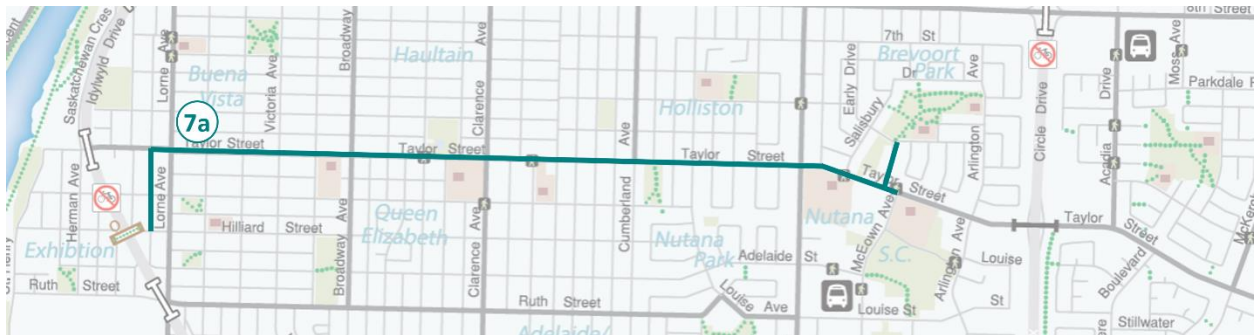 8th Street
7th St
Saskatchewan Cres
Idylwyld Drive
Lorne Ave
Victoria Ave
Broadway
Clarence Ave
Haultain
Buena
Vista
Brevoort
Park
Dr
Early Drive
Salisbury
Ave
Moss Ave
Parkdale
Circle Drive
Acadia Drive
Arlington
Holliston
7a
Taylor Street
Taylor Street
Taylor Street
Taylor Street
Taylor Street
Cumberland Ave
Herman Ave
Lorne Ave
Hilliard Street
Queen
Elizabeth
Broadway Ave
Clarence Ave
Exhibtion
Ruth Street
Ruth Street
Nutana
Park
Adelaide St
Nutana
S.C.
McEown Ave
Arlington Ave
Louise
St
Louise Ave
Louise St
Boulevard
Stillwater
Adelaide/